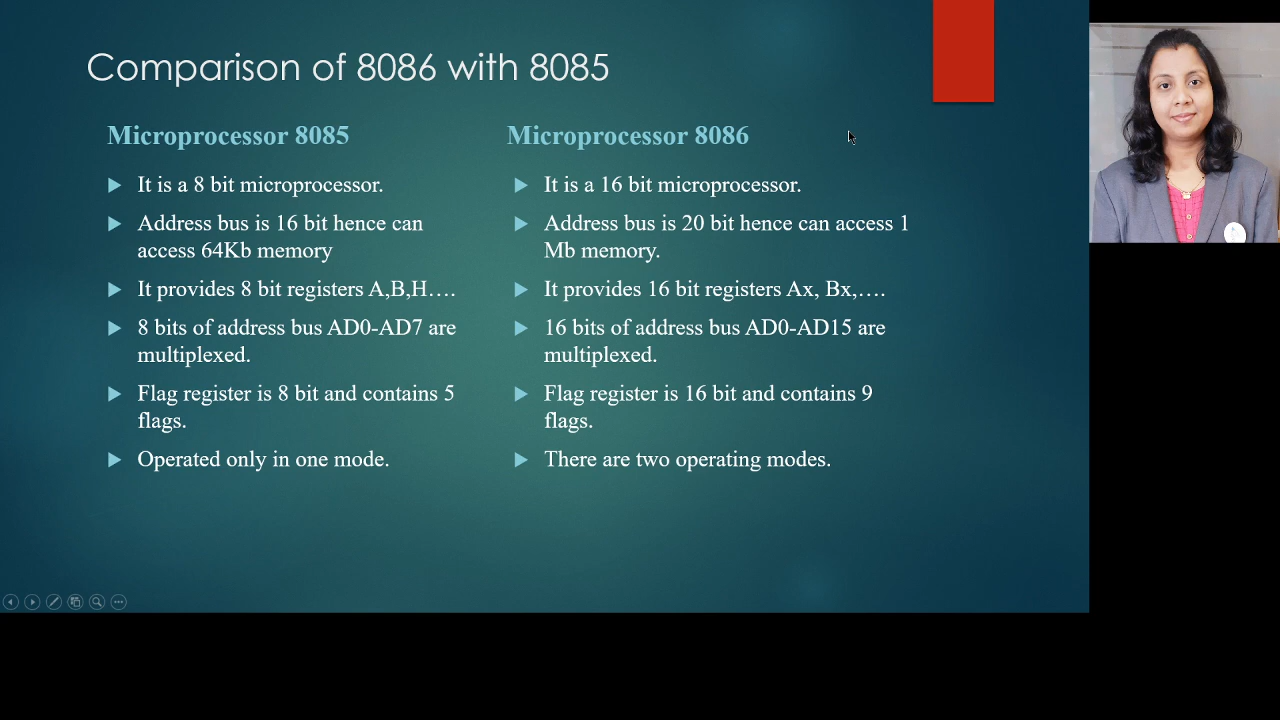 Comparison of 8086 with 8085
Microprocessor 8085
It is a 8 bit microprocessor.
Address bus is 16 bit hence can
access 64Kb memory
It provides 8 bit registers A,B,H….
8 bits of address bus AD0-AD7 are
multiplexed.
Flag register is 8 bit and contains 5
flags.
Operated only in one mode.
Microprocessor 8086
It is a 16 bit microprocessor.
Address bus is 20 bit hence can access 1
Mb memory.
It provides 16 bit registers Ax, Bx,….
16 bits of address bus AD0-AD15 are
multiplexed.
Flag register is 16 bit and contains 9
flags.
There are two operating modes.